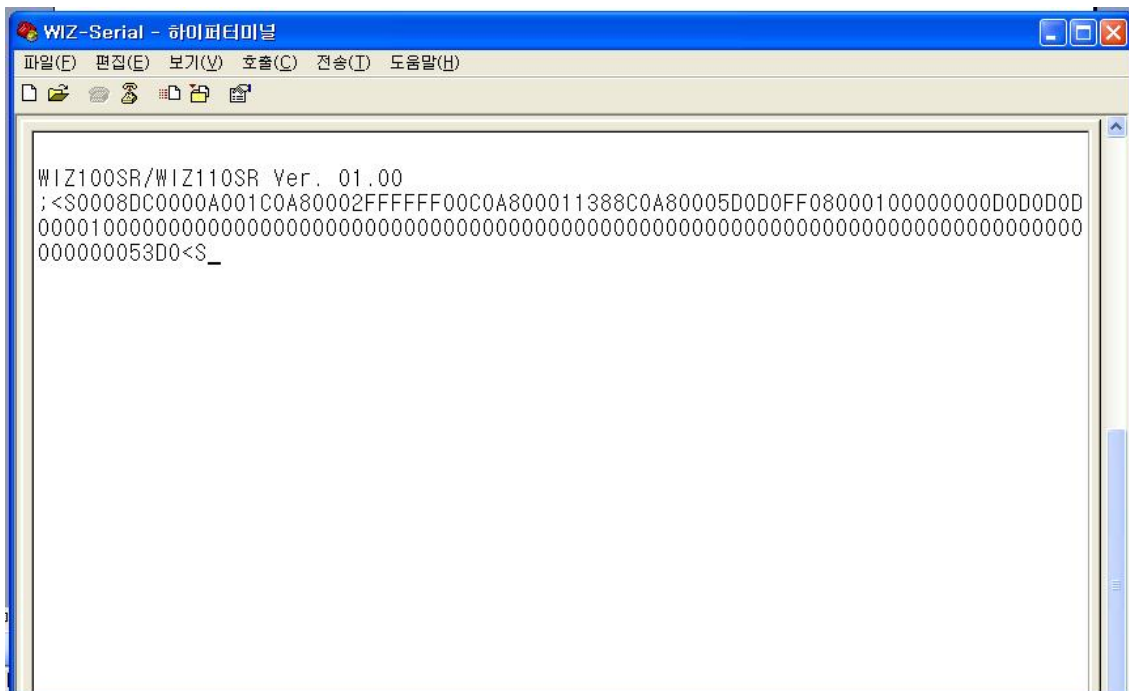 WIZ-Serial - 하이퍼터미널
파일(F) 편집(E) 보기(V) 호출(C) 전송(T) 도움말(H)
WIZ100SR/WIZ110SR Ver. 01.00
;<S0008DC0000A001C0A80002FFFFFF00C0A800011388C0A80005D0D0FF08000100000000D0D0D0D
0000100000000000000000000000000000000000000000000000000000000000000000000000000
000000053D0<S_